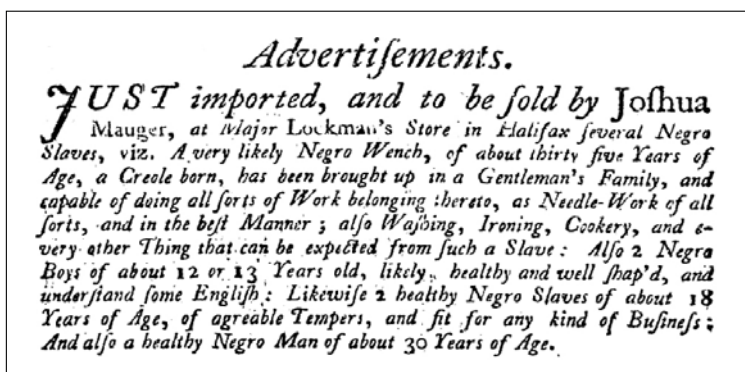 Advertiſements.
JUST imported, and to be ſold by Joſhua
Mauger, at Major Lockman's Store in Halifax ſeveral Negro
Slaves, viz. A very likely Negro Wench, of about thirty five Years of
Age, a Creole born, has been brought up in a Gentleman's Family, and
capable of doing all ſorts of Work belonging thereto, as Needle-Work of all
ſorts, and in the beſt Manner; alſo Waſhing, Ironing, Cookery, and e-
very other Thing that can be expected from ſuch a Slave: Alſo 2 Negro
Boys of about 12 or 13 Years old, likely, healthy and well ſhap'd, and
underſtand ſome Engliſh: Likewiſe 2 healthy Negro Slaves of about 18
Years of Age, of agreable Tempers, and fit for any kind of Buſineſs;
And alſo a healthy Negro Man of about 30 Years of Age.